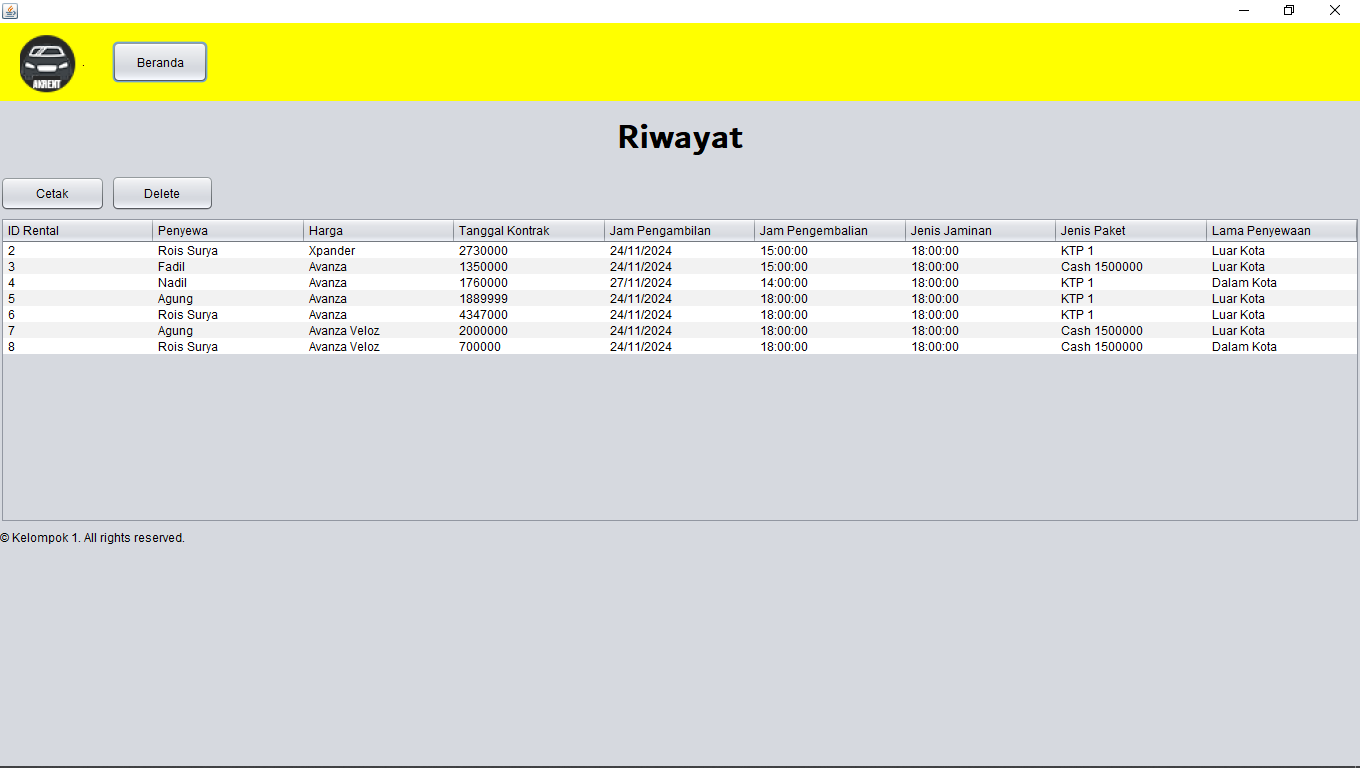 AKRENT
.
Beranda
Riwayat
Cetak Delete
ID Rental Penyewa Harga Tanggal Kontrak Jam Pengambilan Jam Pengembalian Jenis Jaminan Jenis Paket Lama Penyewaan
2 Rois Surya Xpander 2730000 24/11/2024 15:00:00 18:00:00 KTP 1 Luar Kota
3 Fadil Avanza 1350000 24/11/2024 15:00:00 18:00:00 Cash 1500000 Luar Kota
4 Nadil Avanza 1760000 27/11/2024 14:00:00 18:00:00 KTP 1 Dalam Kota
5 Agung Avanza 1889999 24/11/2024 18:00:00 18:00:00 KTP 1 Luar Kota
6 Rois Surya Avanza 4347000 24/11/2024 18:00:00 18:00:00 KTP 1 Luar Kota
7 Agung Avanza Veloz 2000000 24/11/2024 18:00:00 18:00:00 Cash 1500000 Luar Kota
8 Rois Surya Avanza Veloz 700000 24/11/2024 18:00:00 18:00:00 Cash 1500000 Dalam Kota
© Kelompok 1. All rights reserved.